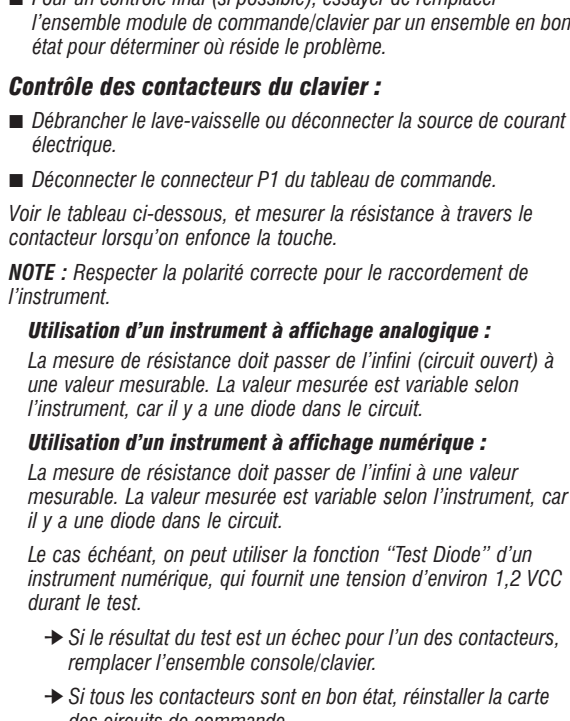 ■ Pour un contrôle final (si possible), essayer de remplacer
l'ensemble module de commande/clavier par un ensemble en bon
état pour déterminer où réside le problème.
Contrôle des contacteurs du clavier :
■ Débrancher le lave-vaisselle ou déconnecter la source de courant
électrique.
■ Déconnecter le connecteur P1 du tableau de commande.
Voir le tableau ci-dessous, et mesurer la résistance à travers le
contacteur lorsqu'on enfonce la touche.
NOTE : Respecter la polarité correcte pour le raccordement de
l'instrument.
Utilisation d'un instrument à affichage analogique :
La mesure de résistance doit passer de l'infini (circuit ouvert) à
une valeur mesurable. La valeur mesurée est variable selon
l'instrument, car il y a une diode dans le circuit.
Utilisation d'un instrument à affichage numérique :
La mesure de résistance doit passer de l'infini à une valeur
mesurable. La valeur mesurée est variable selon l'instrument, car
il y a une diode dans le circuit.
Le cas échéant, on peut utiliser la fonction "Test Diode" d'un
instrument numérique, qui fournit une tension d'environ 1,2 VCC
durant le test.
➔ Si le résultat du test est un échec pour l'un des contacteurs,
remplacer l'ensemble console/clavier.
➔ Si tous les contacteurs sont en bon état, réinstaller la carte
des circuits de commande.